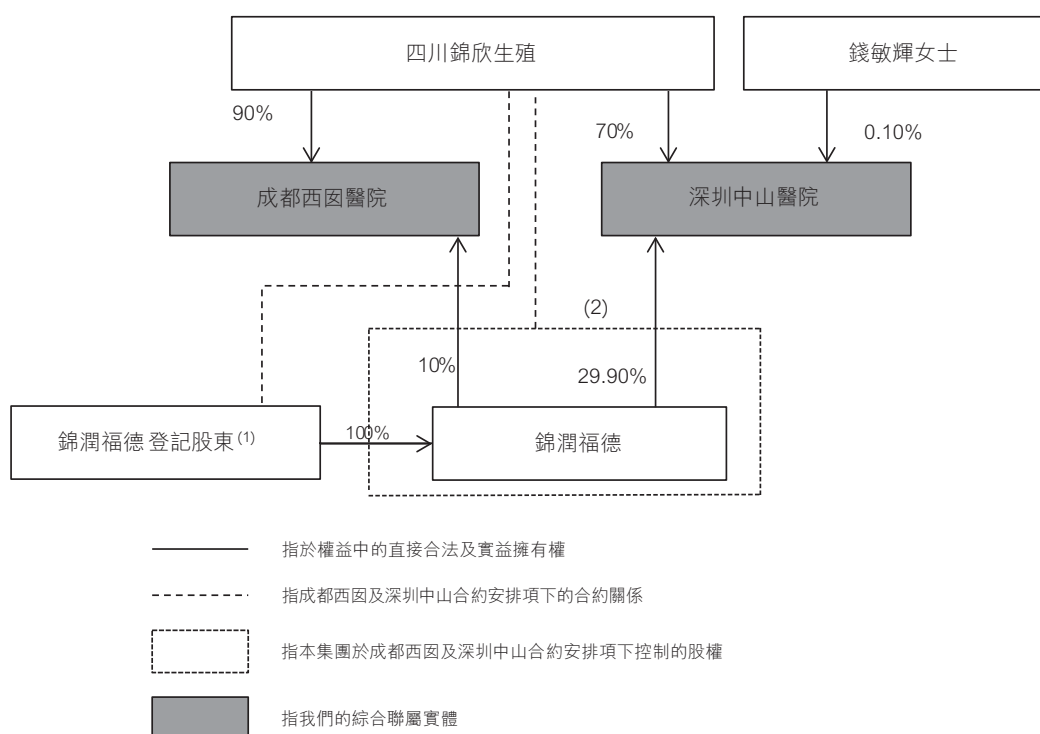 四川錦欣生殖
錢敏輝女士
90%
70%
0.10%
成都西囡醫院
深圳中山醫院
(2)
10%
29.90%
錦潤福德 登記股東(1)
100%
錦潤福德
指於權益中的直接合法及實益擁有權
指成都西囡及深圳中山合約安排項下的合約關係
指本集團於成都西囡及深圳中山合約安排項下控制的股權
指我們的綜合聯屬實體